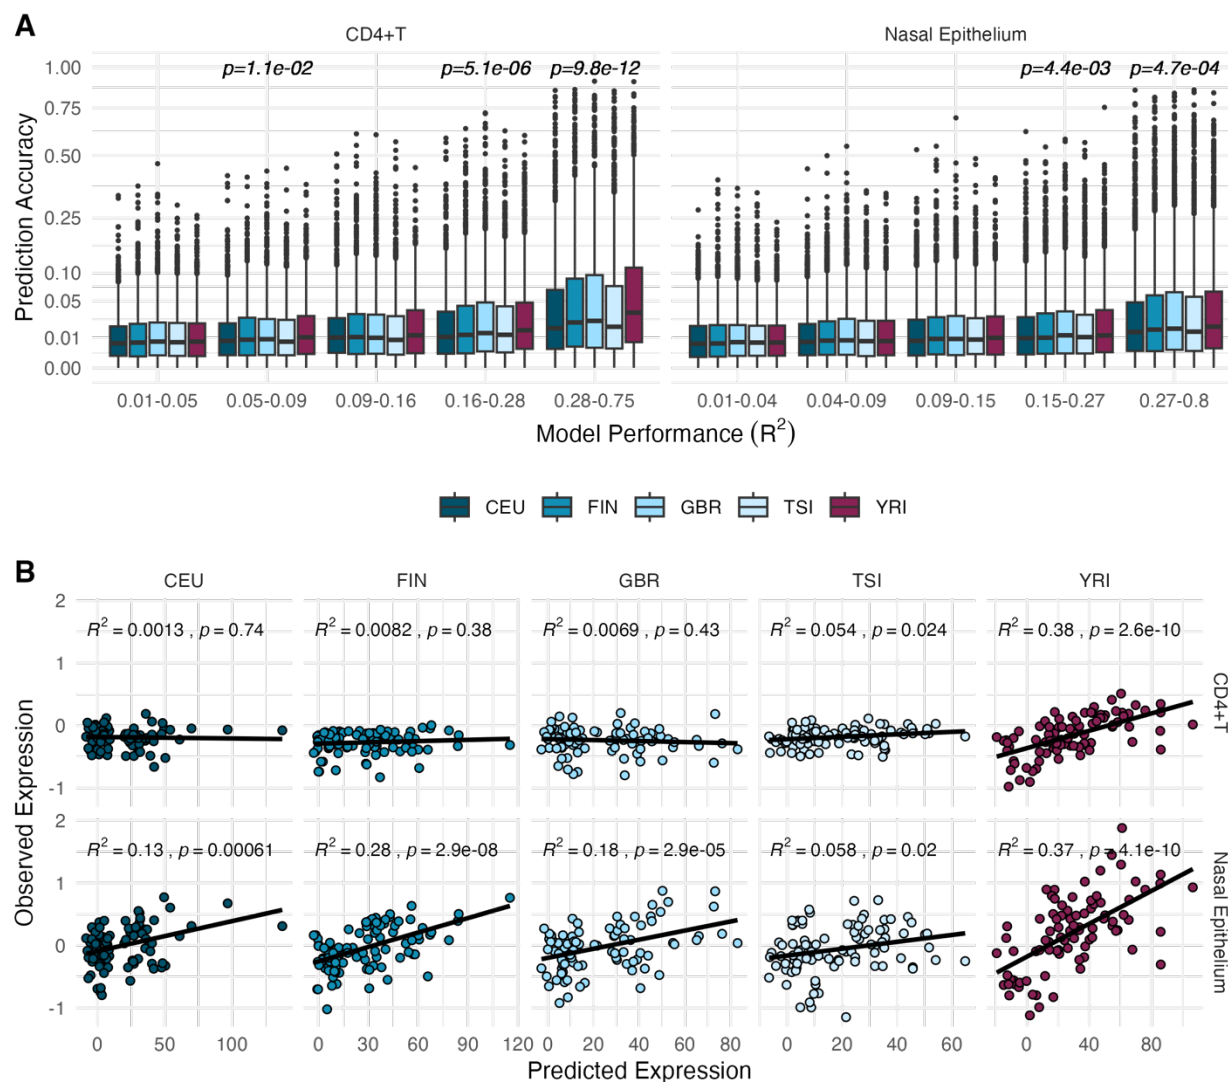 A
CD4+T
Nasal Epithelium
p=1.1e-02 p=5.1e-06 p=9.8e-12 p=4.4e-03 p=4.7e-04
Prediction Accuracy
1.00
0.75
0.50
0.25
0.10
0.05
0.01
0.00
0.01-0.05 0.05-0.09 0.09-0.16 0.16-0.28 0.28-0.75 0.01-0.04 0.04-0.09 0.09-0.15 0.15-0.27 0.27-0.8
Model Performance (R²)
CEU FIN GBR TSI YRI
B
CEU FIN GBR TSI YRI
Observed Expression
2
1
0
-1
R² = 0.0013 , p = 0.74
R² = 0.0082 , p = 0.38
R² = 0.0069 , p = 0.43
R² = 0.054 , p = 0.024
R² = 0.38 , p = 2.6e-10
CD4+T
2
1
0
-1
R² = 0.13 , p = 0.00061
R² = 0.28 , p = 2.9e-08
R² = 0.18 , p = 2.9e-05
R² = 0.058 , p = 0.02
R² = 0.37 , p = 4.1e-10
Nasal Epithelium
0 50 100 0 30 60 90 120 0 20 40 60 80 0 20 40 60 0 40 80
Predicted Expression